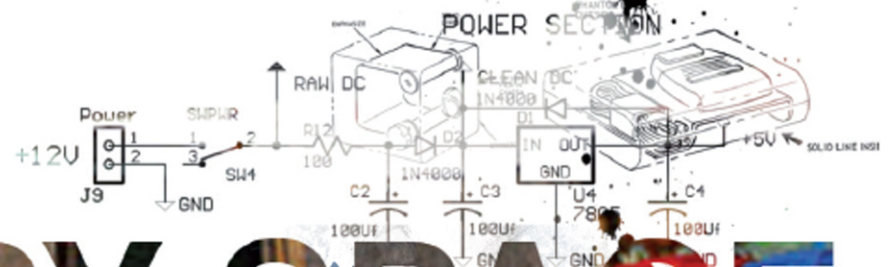 POWER SECTION
RAW DC
CLEAN DC
1N4000
D1
Power
SWPWR
+12V
1
2
1
2
3
J9
SW4
GND
R12
100
D2
1N4000
IN
OUT
GND
U4
7805
+5V
SOLID LINE INSI
C2
+
100Uf
C3
+
100Uf
C4
+
100Uf
GN
ND